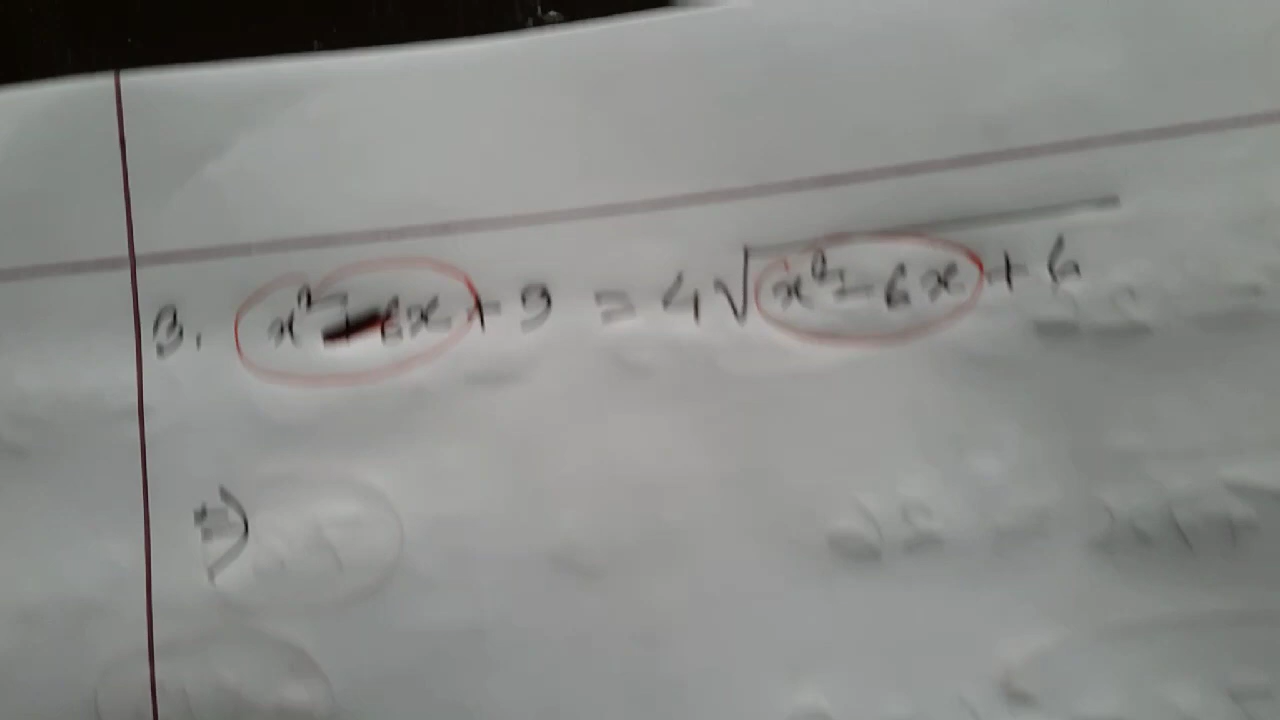 3. x² - 6x + 9 = 4√x² - 6x + 6
⇒)